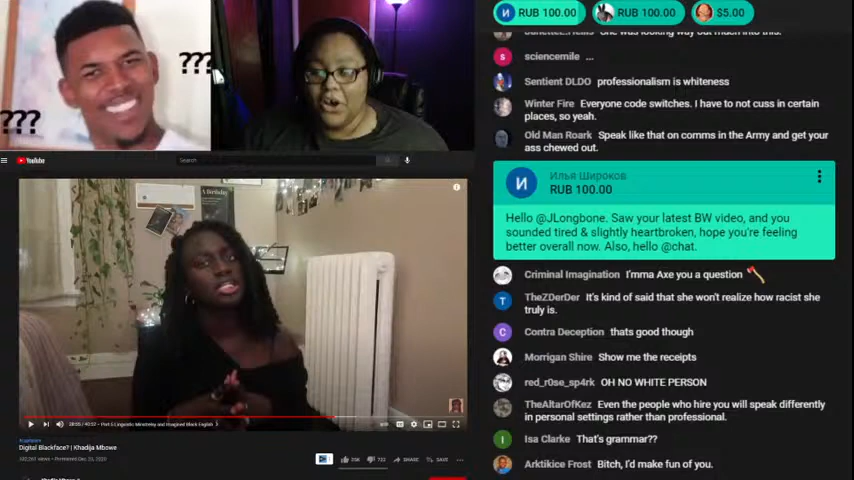 ???
???
RUB 100.00
RUB 100.00
$5.00
sciencemile ...
Sentient DLDO professionalism is whiteness
Winter Fire Everyone code switches. I have to not cuss in certain
places, so yeah.
Old Man Roark Speak like that on comms in the Army and get your
ass chewed out.
Илья Широков
RUB 100.00
Hello @JLongbone. Saw your latest BW video, and you
sounded tired & slightly heartbroken, hope you're feeling
better overall now. Also, hello @chat.
Criminal Imagination I'mma Axe you a question
TheZDerDer It's kind of said that she won't realize how racist she
truly is.
Contra Deception thats good though
Morrigan Shire Show me the receipts
red_r0se_sp4rk OH NO WHITE PERSON
TheAltarOfKez Even the people who hire you will speak differently
in personal settings rather than professional.
Isa Clarke That's grammar??
Arktikice Frost Bitch, I'd make fun of you.
YouTube
Search
Digital Blackface? | Khadija Mbowe
SHARE
SAVE